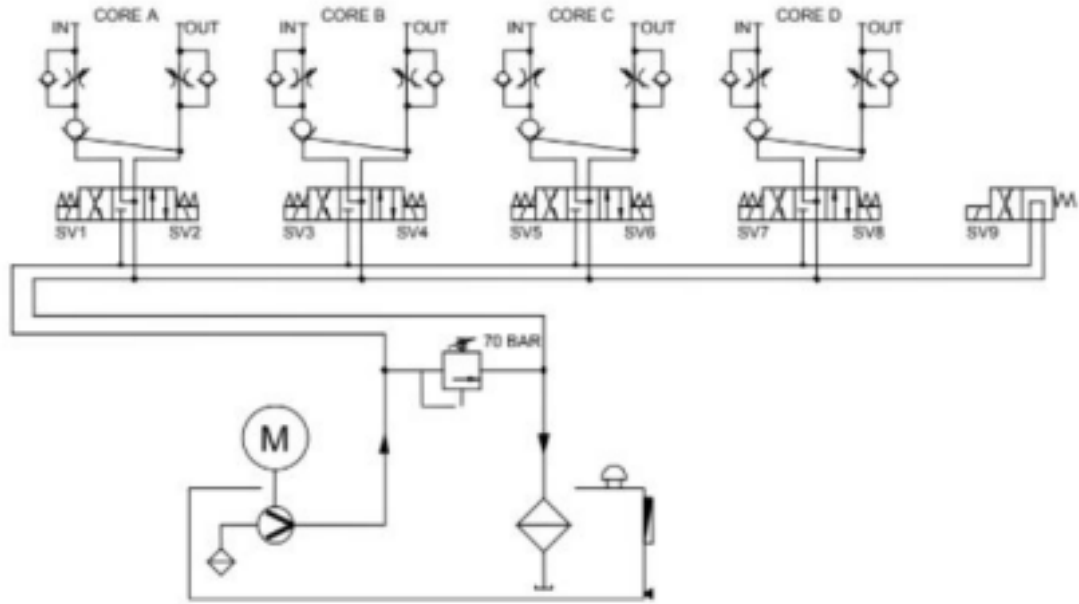 CORE A CORE B CORE C CORE D
IN OUT IN OUT IN OUT IN OUT
SV1 SV2 SV3 SV4 SV5 SV6 SV7 SV8 SV9
70 BAR
M